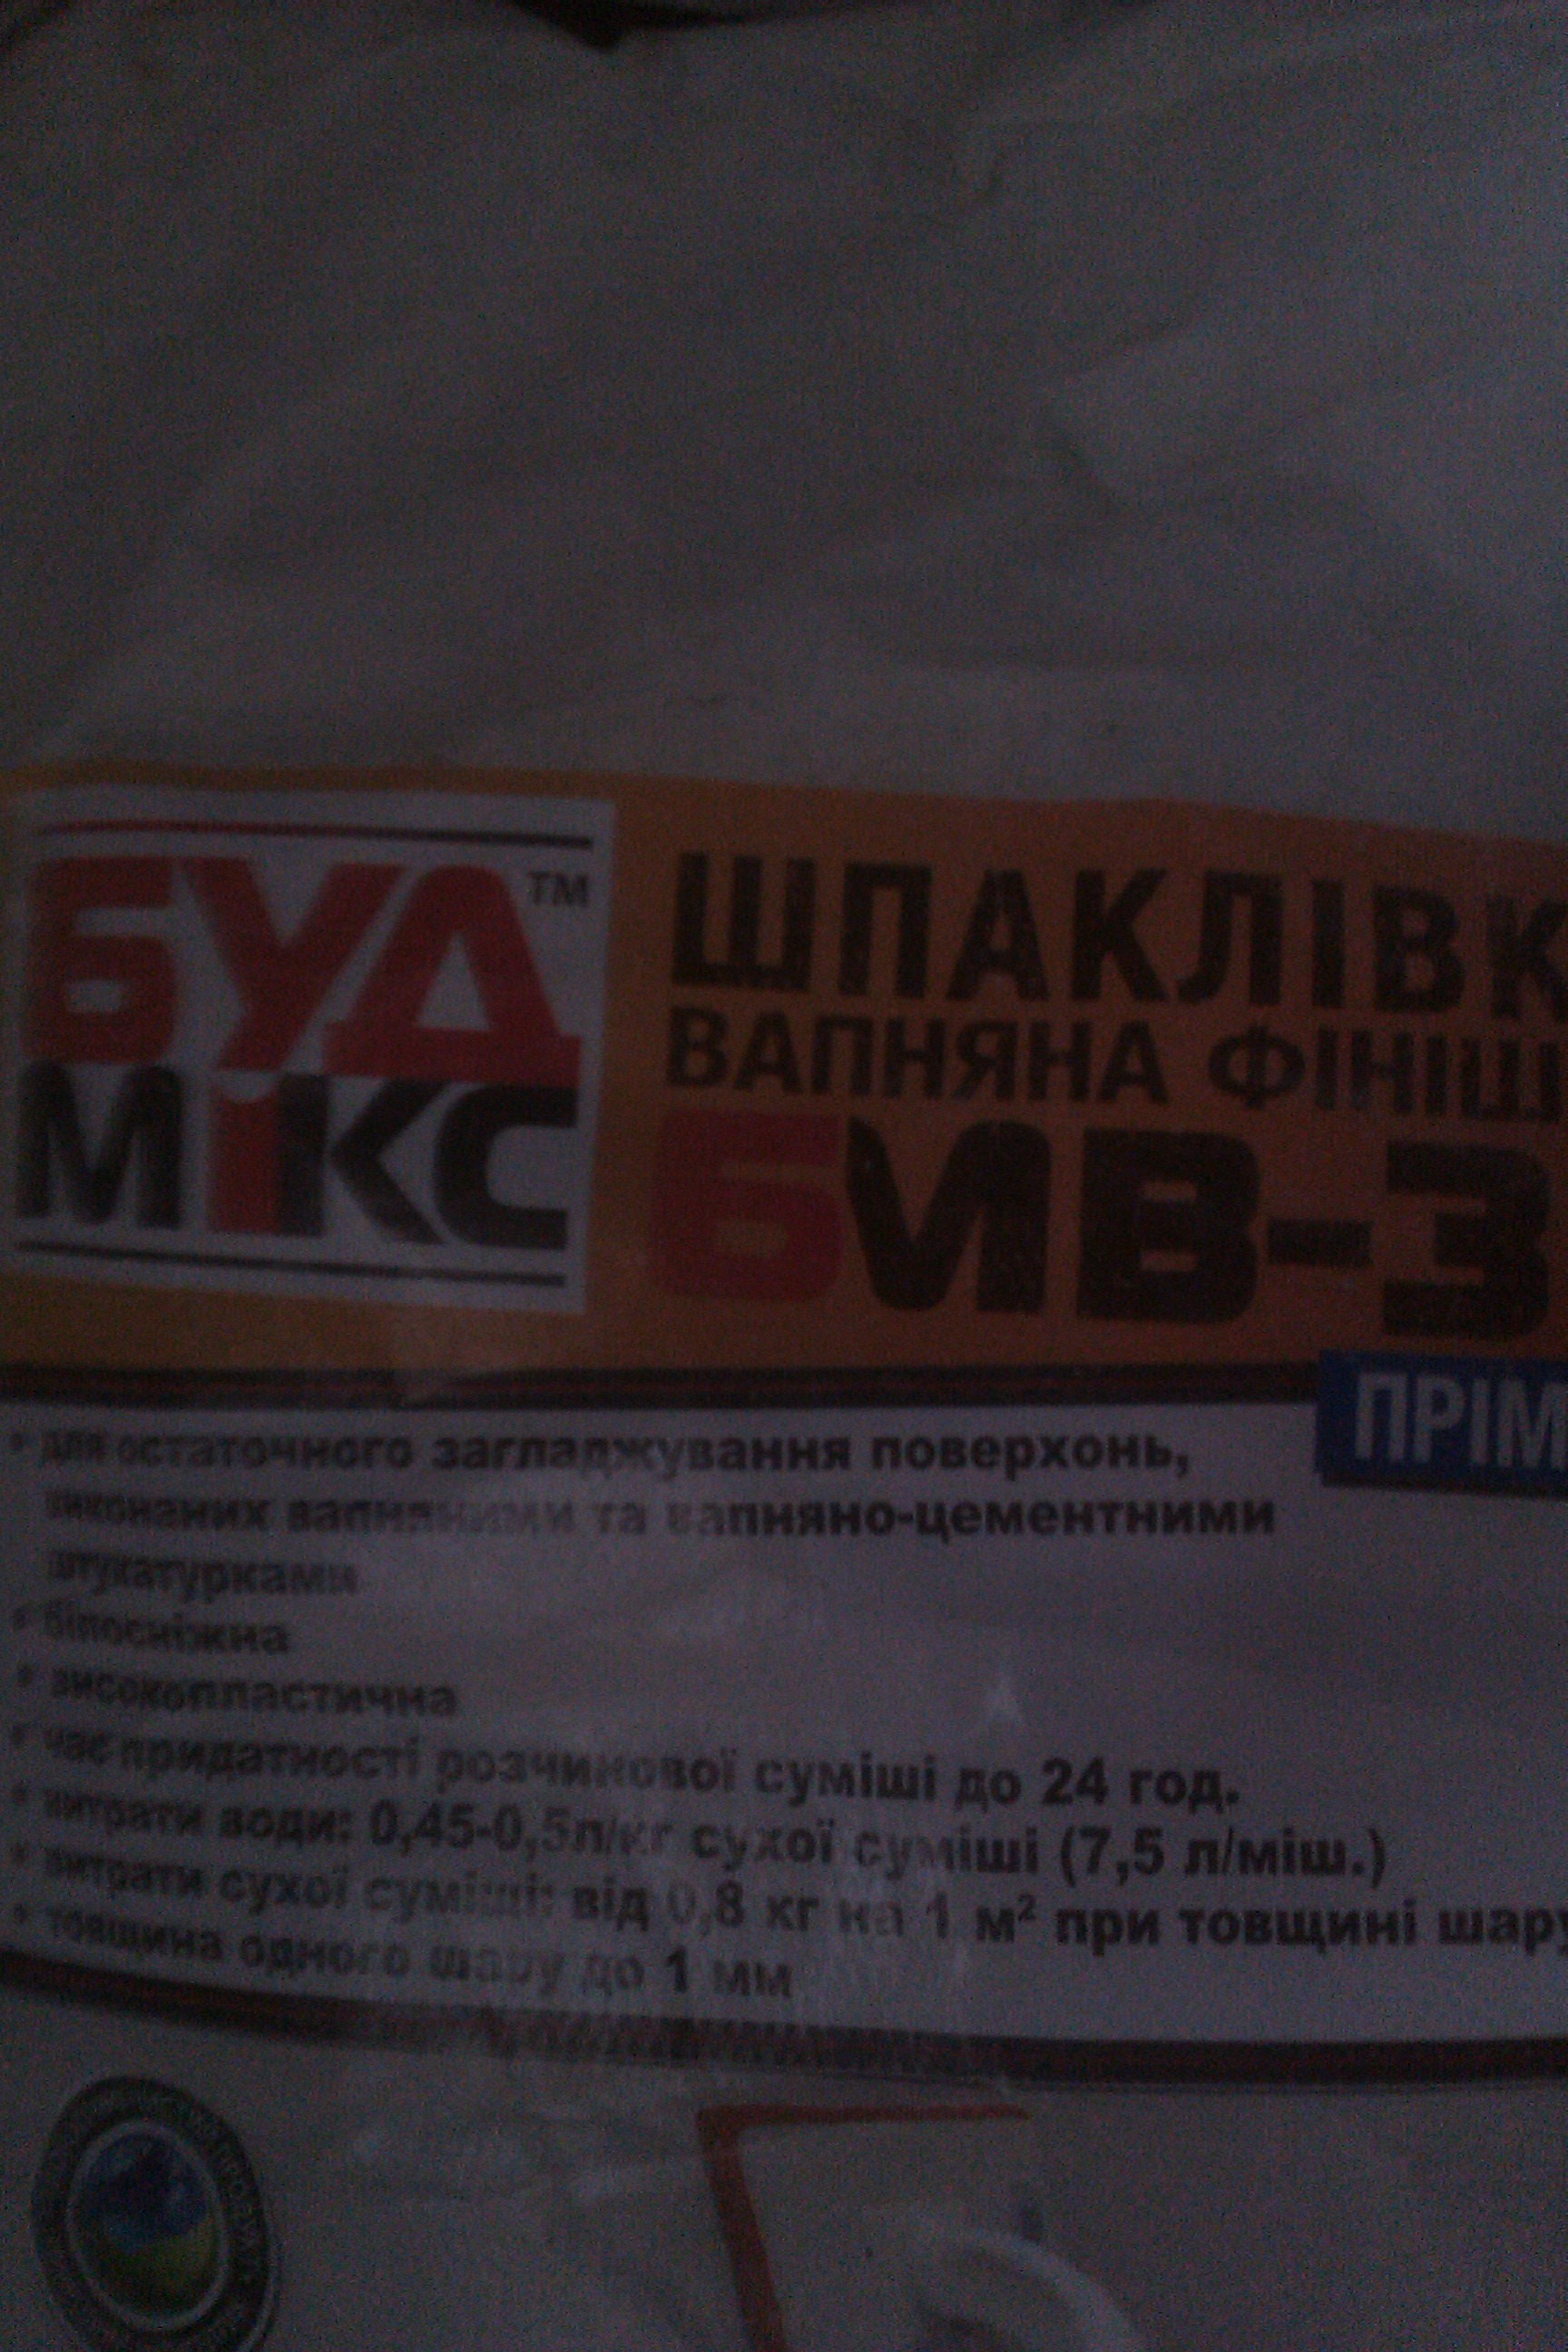 БУД™
МІКС
ШПАКЛІВК
ВАПНЯНА ФІНІШ
БИВ-3
ПРІМ
• для остаточного загладжування поверхонь,
виконаних вапняними та вапняно-цементними
штукатурками
• білосніжна
• високопластична
• час придатності розчинової суміші до 24 год.
• витрати води: 0,45-0,5л/кг сухої суміші (7,5 л/міш.)
• витрати сухої суміші: від 0,8 кг на 1 м² при товщині шару
• товщина одного шару до 1 мм